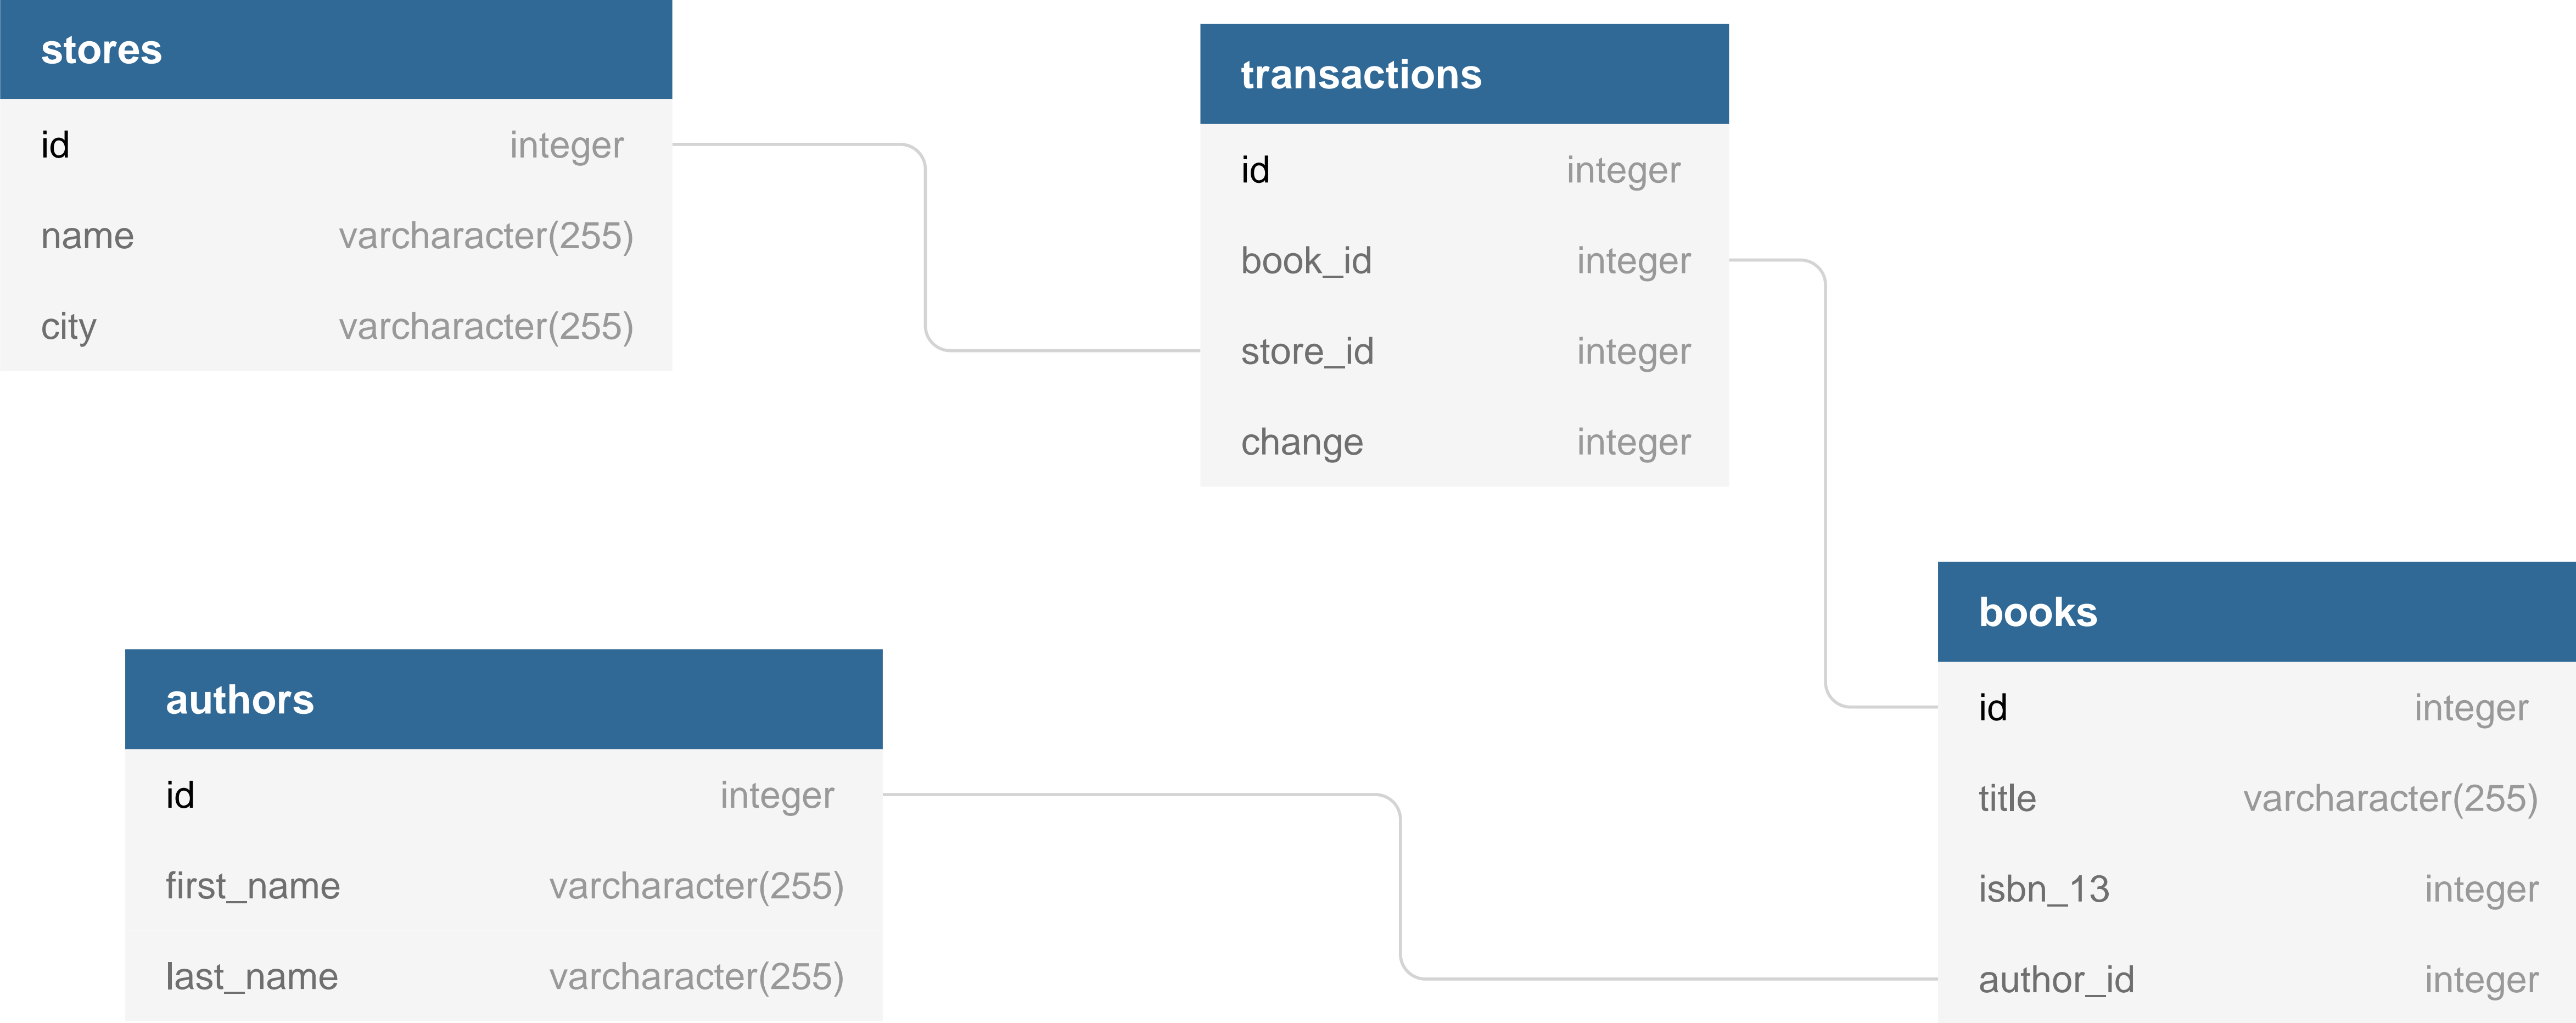 stores
id integer
name varcharacter(255)
city varcharacter(255)
transactions
id integer
book_id integer
store_id integer
change integer
authors
id integer
first_name varcharacter(255)
last_name varcharacter(255)
books
id integer
title varcharacter(255)
isbn_13 integer
author_id integer